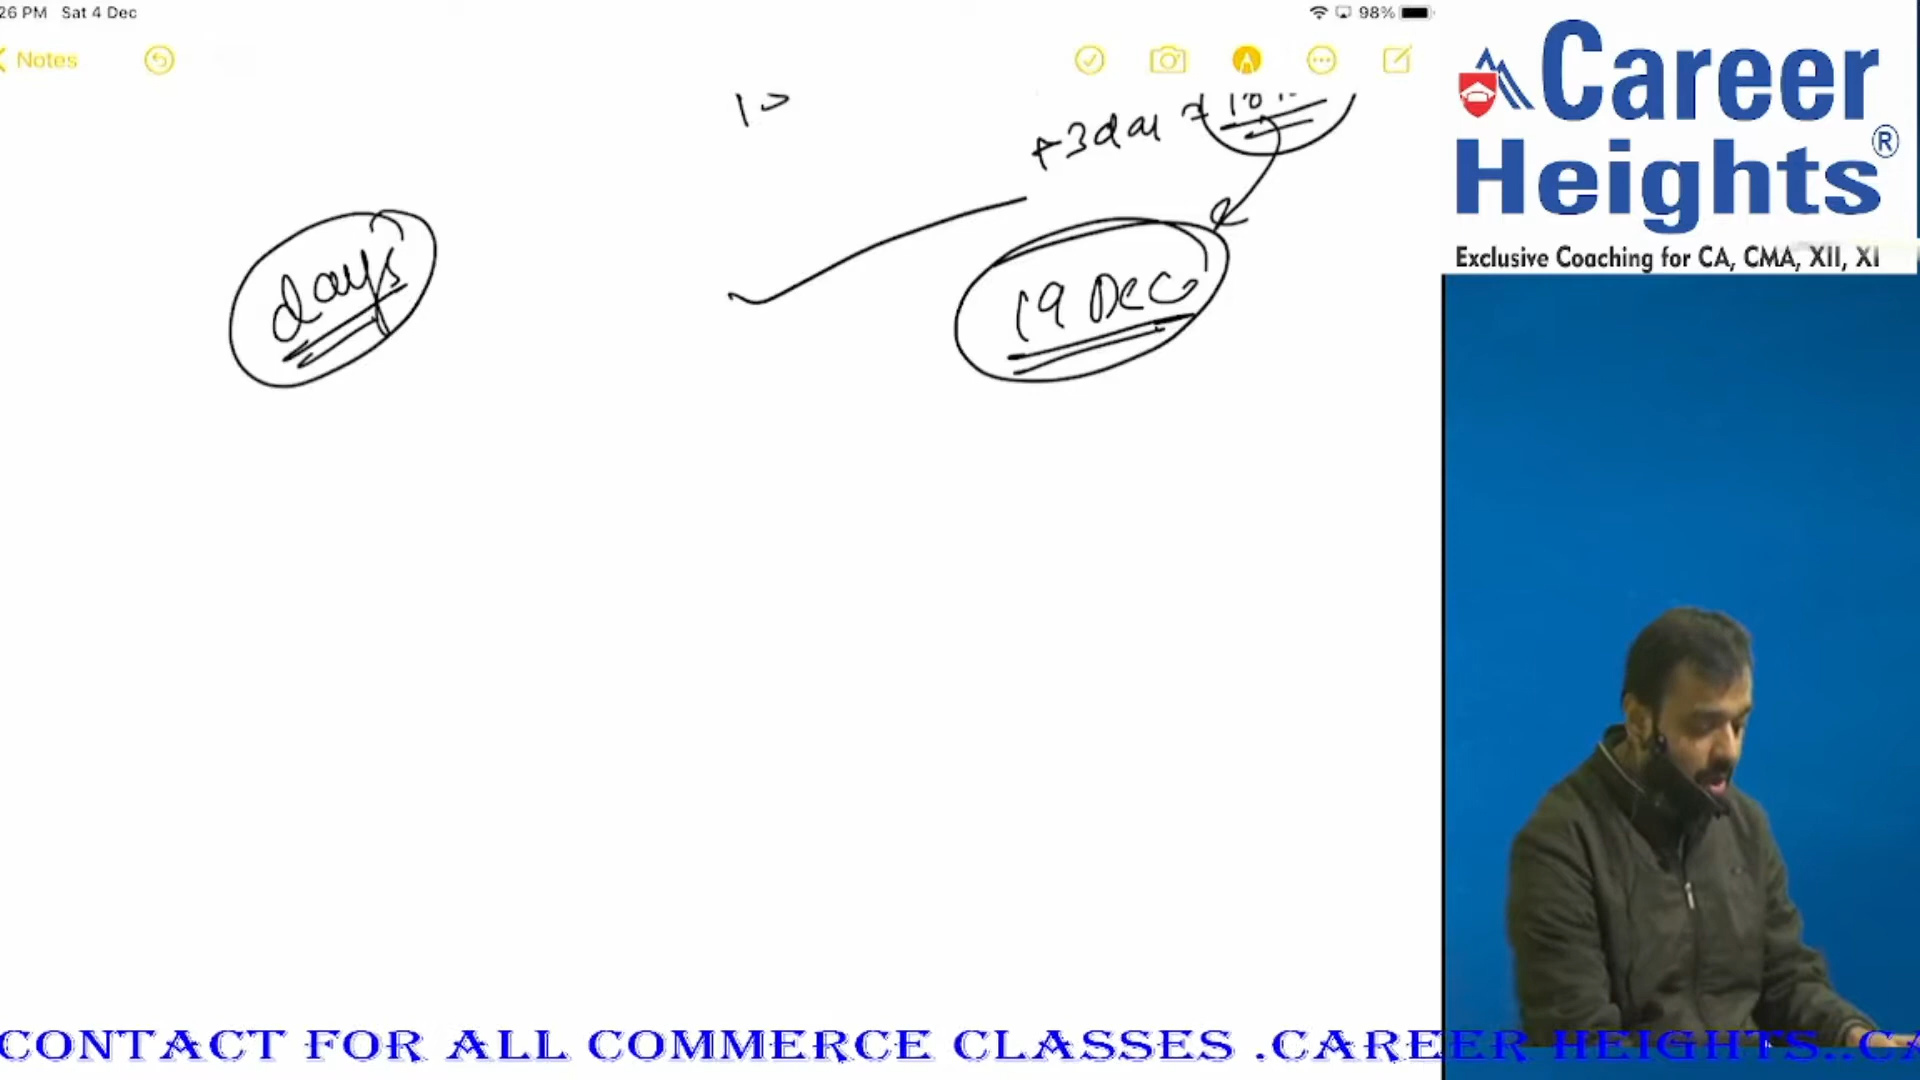 26 PM Sat 4 Dec
98%
Notes
+3
days
19 Dec
Career
Heights®
Exclusive Coaching for CA, CMA, XII, XI
CONTACT FOR ALL COMMERCE CLASSES .CAREER HEIGHTS..CA